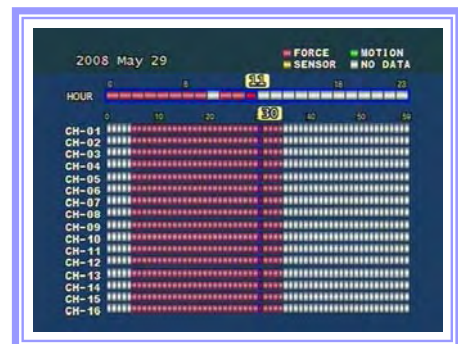 2008 May 29
FORCE MOTION
SENSOR NO DATA
11
0 6 18 23
HOUR
30
0 10 20 40 50 59
CH-01
CH-02
CH-03
CH-04
CH-05
CH-06
CH-07
CH-08
CH-09
CH-10
CH-11
CH-12
CH-13
CH-14
CH-15
CH-16